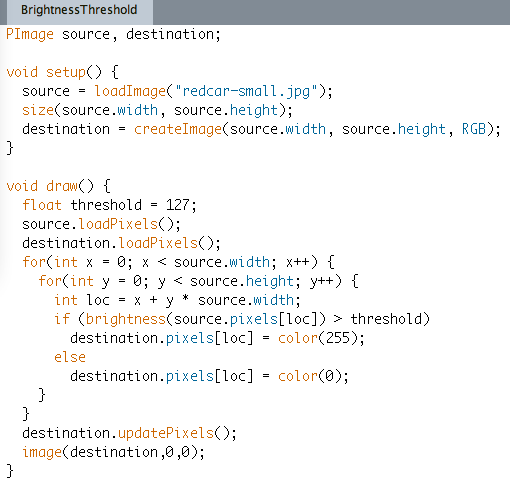 BrightnessThreshold
PImage source, destination;

void setup() {
  source = loadImage("redcar-small.jpg");
  size(source.width, source.height);
  destination = createImage(source.width, source.height, RGB);
}

void draw() {
  float threshold = 127;
  source.loadPixels();
  destination.loadPixels();
  for(int x = 0; x < source.width; x++) {
    for(int y = 0; y < source.height; y++) {
      int loc = x + y * source.width;
      if (brightness(source.pixels[loc]) > threshold)
        destination.pixels[loc] = color(255);
      else
        destination.pixels[loc] = color(0);
    }
  }
  destination.updatePixels();
  image(destination,0,0);
}